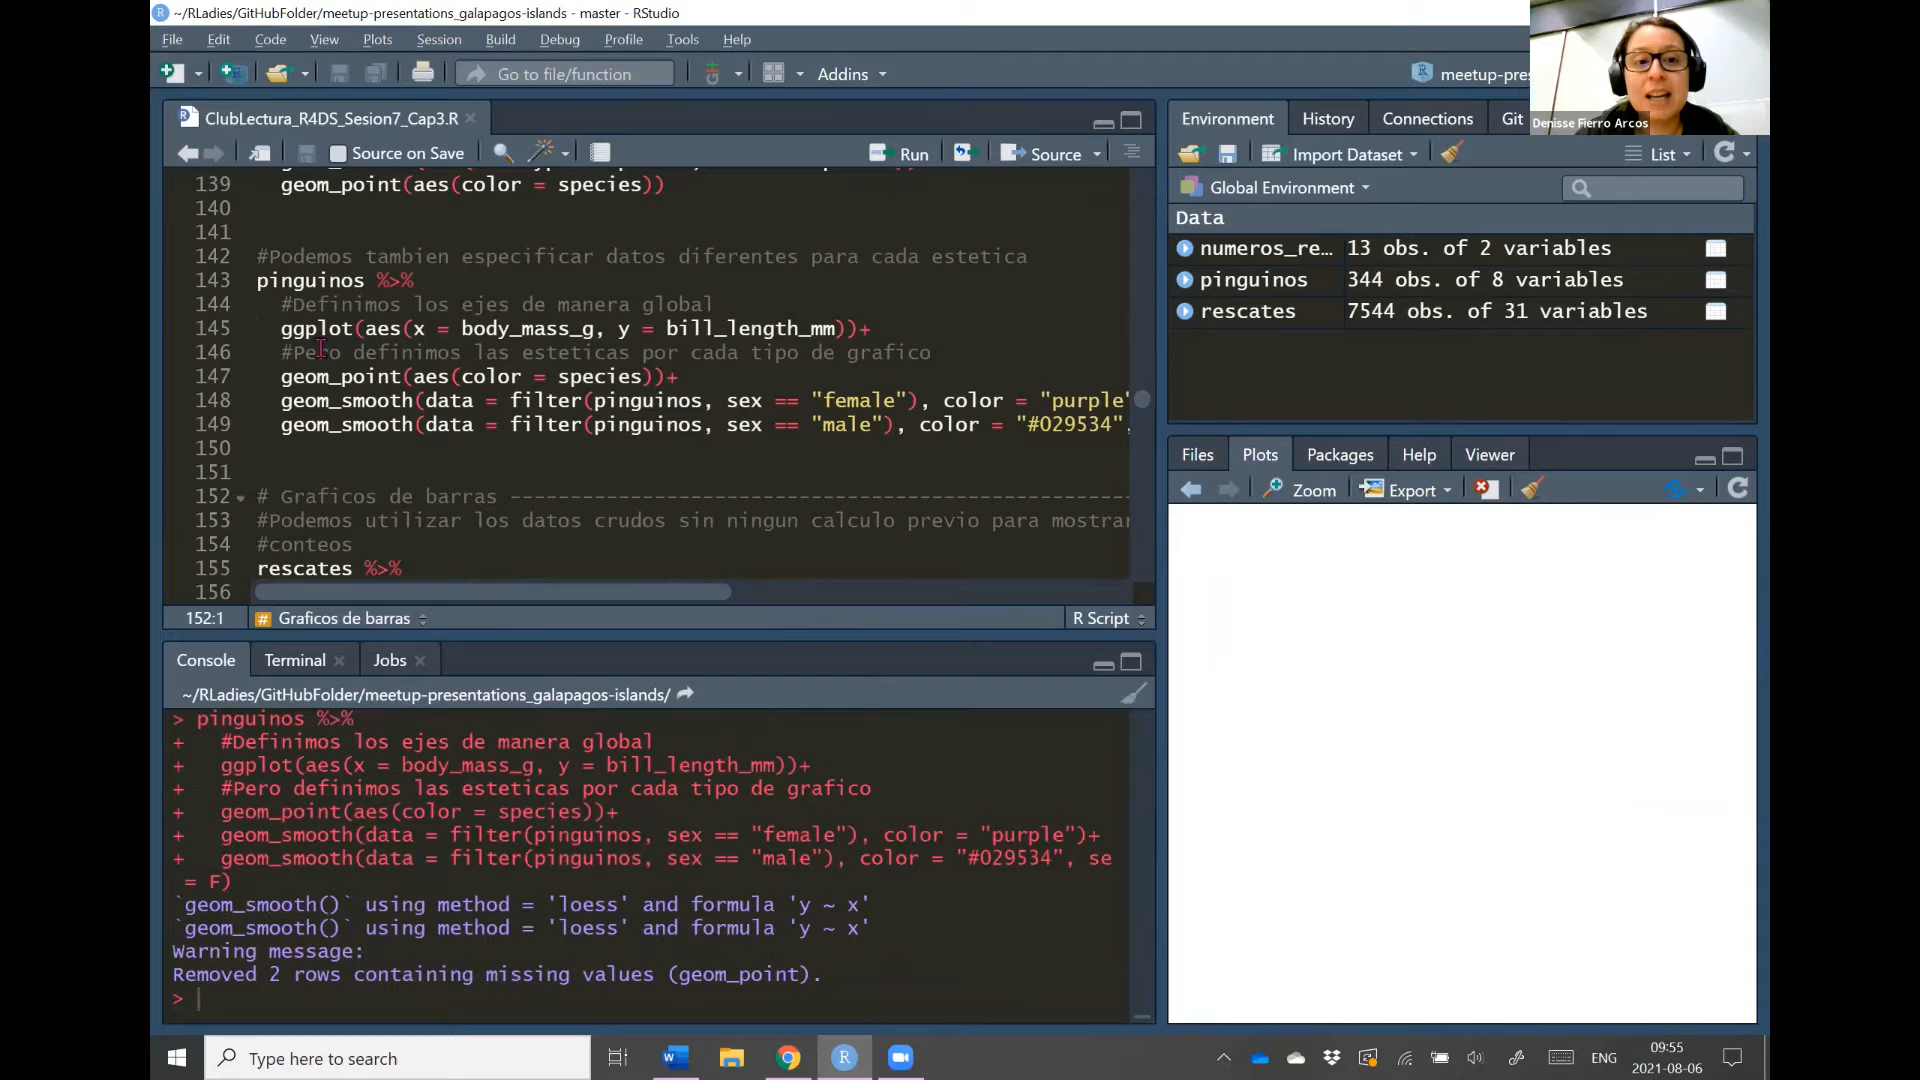 ~/RLadies/GitHubFolder/meetup-presentations_galapagos-islands - master - RStudio
File Edit Code View Plots Session Build Debug Profile Tools Help
Go to file/function Addins meetup-pres
Denisse Fierro Arcos
ClubLectura_R4DS_Sesion7_Cap3.R
Source on Save Run Source
139 geom_point(aes(color = species))
140
141
142 #Podemos tambien especificar datos diferentes para cada estetica
143 pinguinos %>%
144 #Definimos los ejes de manera global
145 ggplot(aes(x = body_mass_g, y = bill_length_mm))+
146 #Pero definimos las esteticas por cada tipo de grafico
147 geom_point(aes(color = species))+
148 geom_smooth(data = filter(pinguinos, sex == "female"), color = "purple"
149 geom_smooth(data = filter(pinguinos, sex == "male"), color = "#029534",
150
151
152 # Graficos de barras ----------------------------------------------------
153 #Podemos utilizar los datos crudos sin ningun calculo previo para mostrar
154 #conteos
155 rescates %>%
156
152:1 Graficos de barras R Script
Console Terminal Jobs
~/RLadies/GitHubFolder/meetup-presentations_galapagos-islands/
> pinguinos %>%
+ #Definimos los ejes de manera global
+ ggplot(aes(x = body_mass_g, y = bill_length_mm))+
+ #Pero definimos las esteticas por cada tipo de grafico
+ geom_point(aes(color = species))+
+ geom_smooth(data = filter(pinguinos, sex == "female"), color = "purple")+
+ geom_smooth(data = filter(pinguinos, sex == "male"), color = "#029534", se
= F)
`geom_smooth()` using method = 'loess' and formula 'y ~ x'
`geom_smooth()` using method = 'loess' and formula 'y ~ x'
Warning message:
Removed 2 rows containing missing values (geom_point).
>
Environment History Connections Git
Import Dataset List
Global Environment
Data
numeros_re… 13 obs. of 2 variables
pinguinos 344 obs. of 8 variables
rescates 7544 obs. of 31 variables
Files Plots Packages Help Viewer
Zoom Export
Type here to search
ENG
09:55
2021-08-06